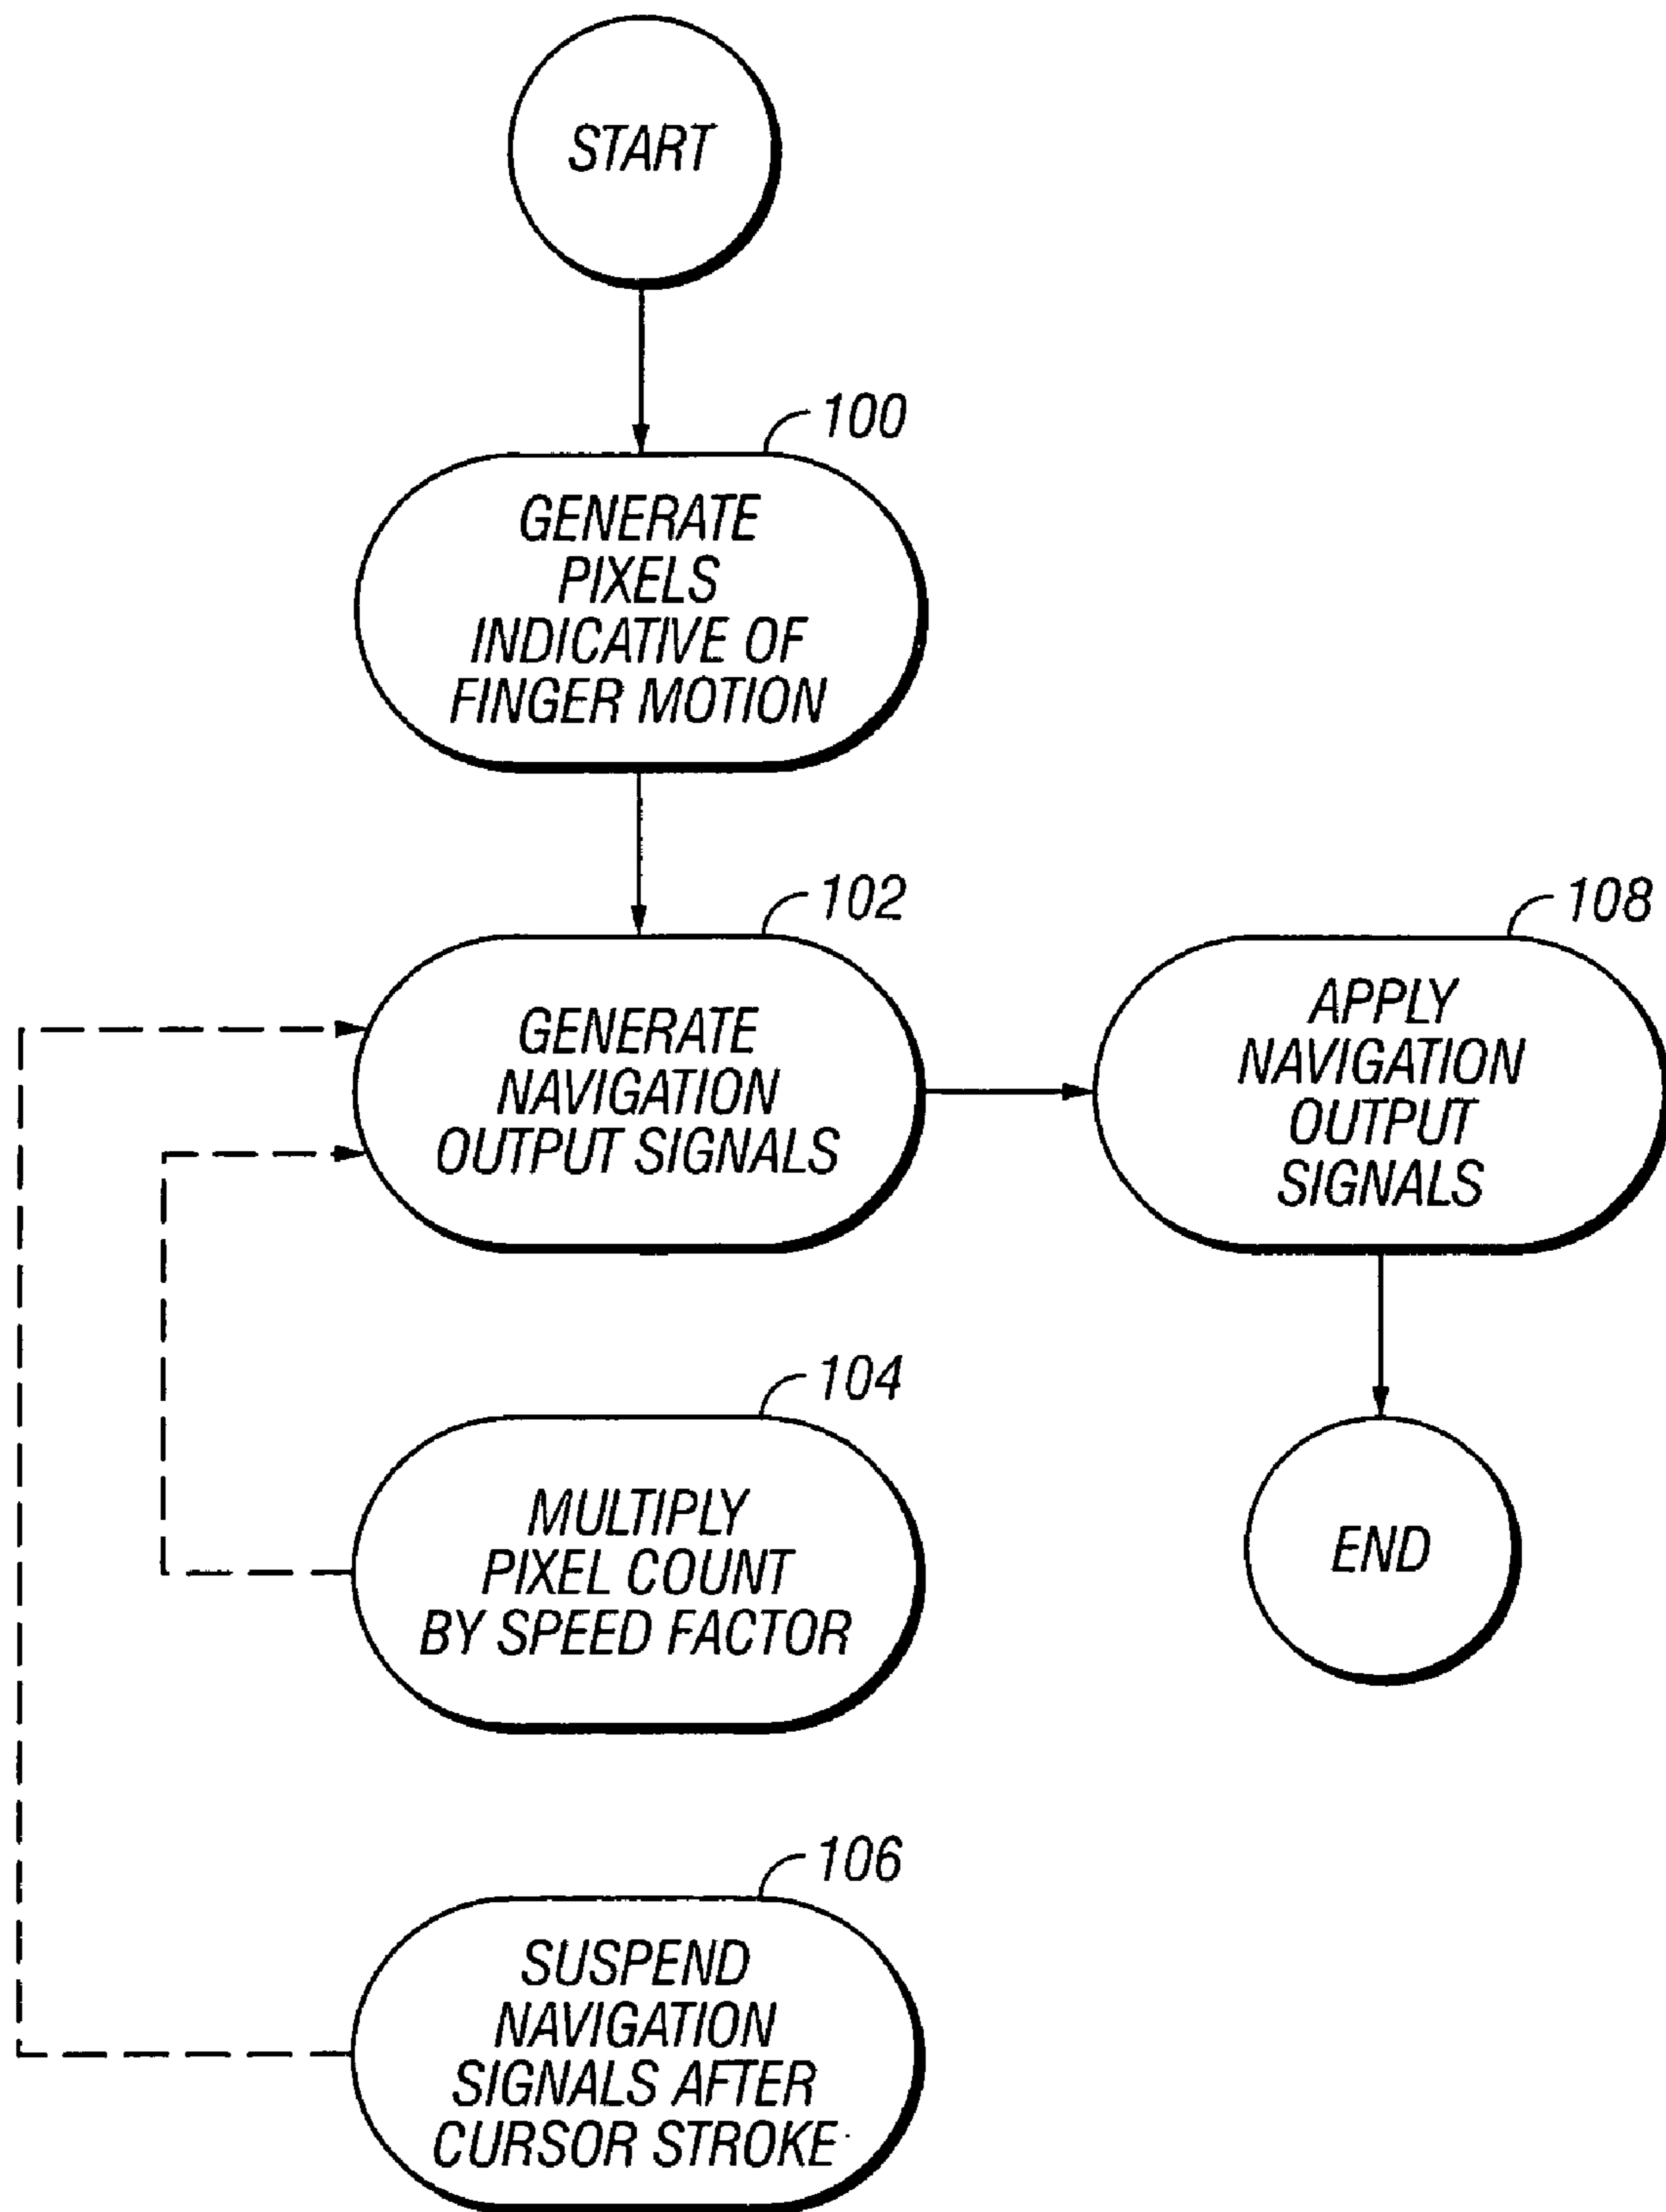 START
100
GENERATE
PIXELS
INDICATIVE OF
FINGER MOTION
102
GENERATE
NAVIGATION
OUTPUT SIGNALS
108
APPLY
NAVIGATION
OUTPUT
SIGNALS
104
MULTIPLY
PIXEL COUNT
BY SPEED FACTOR
END
106
SUSPEND
NAVIGATION
SIGNALS AFTER
CURSOR STROKE